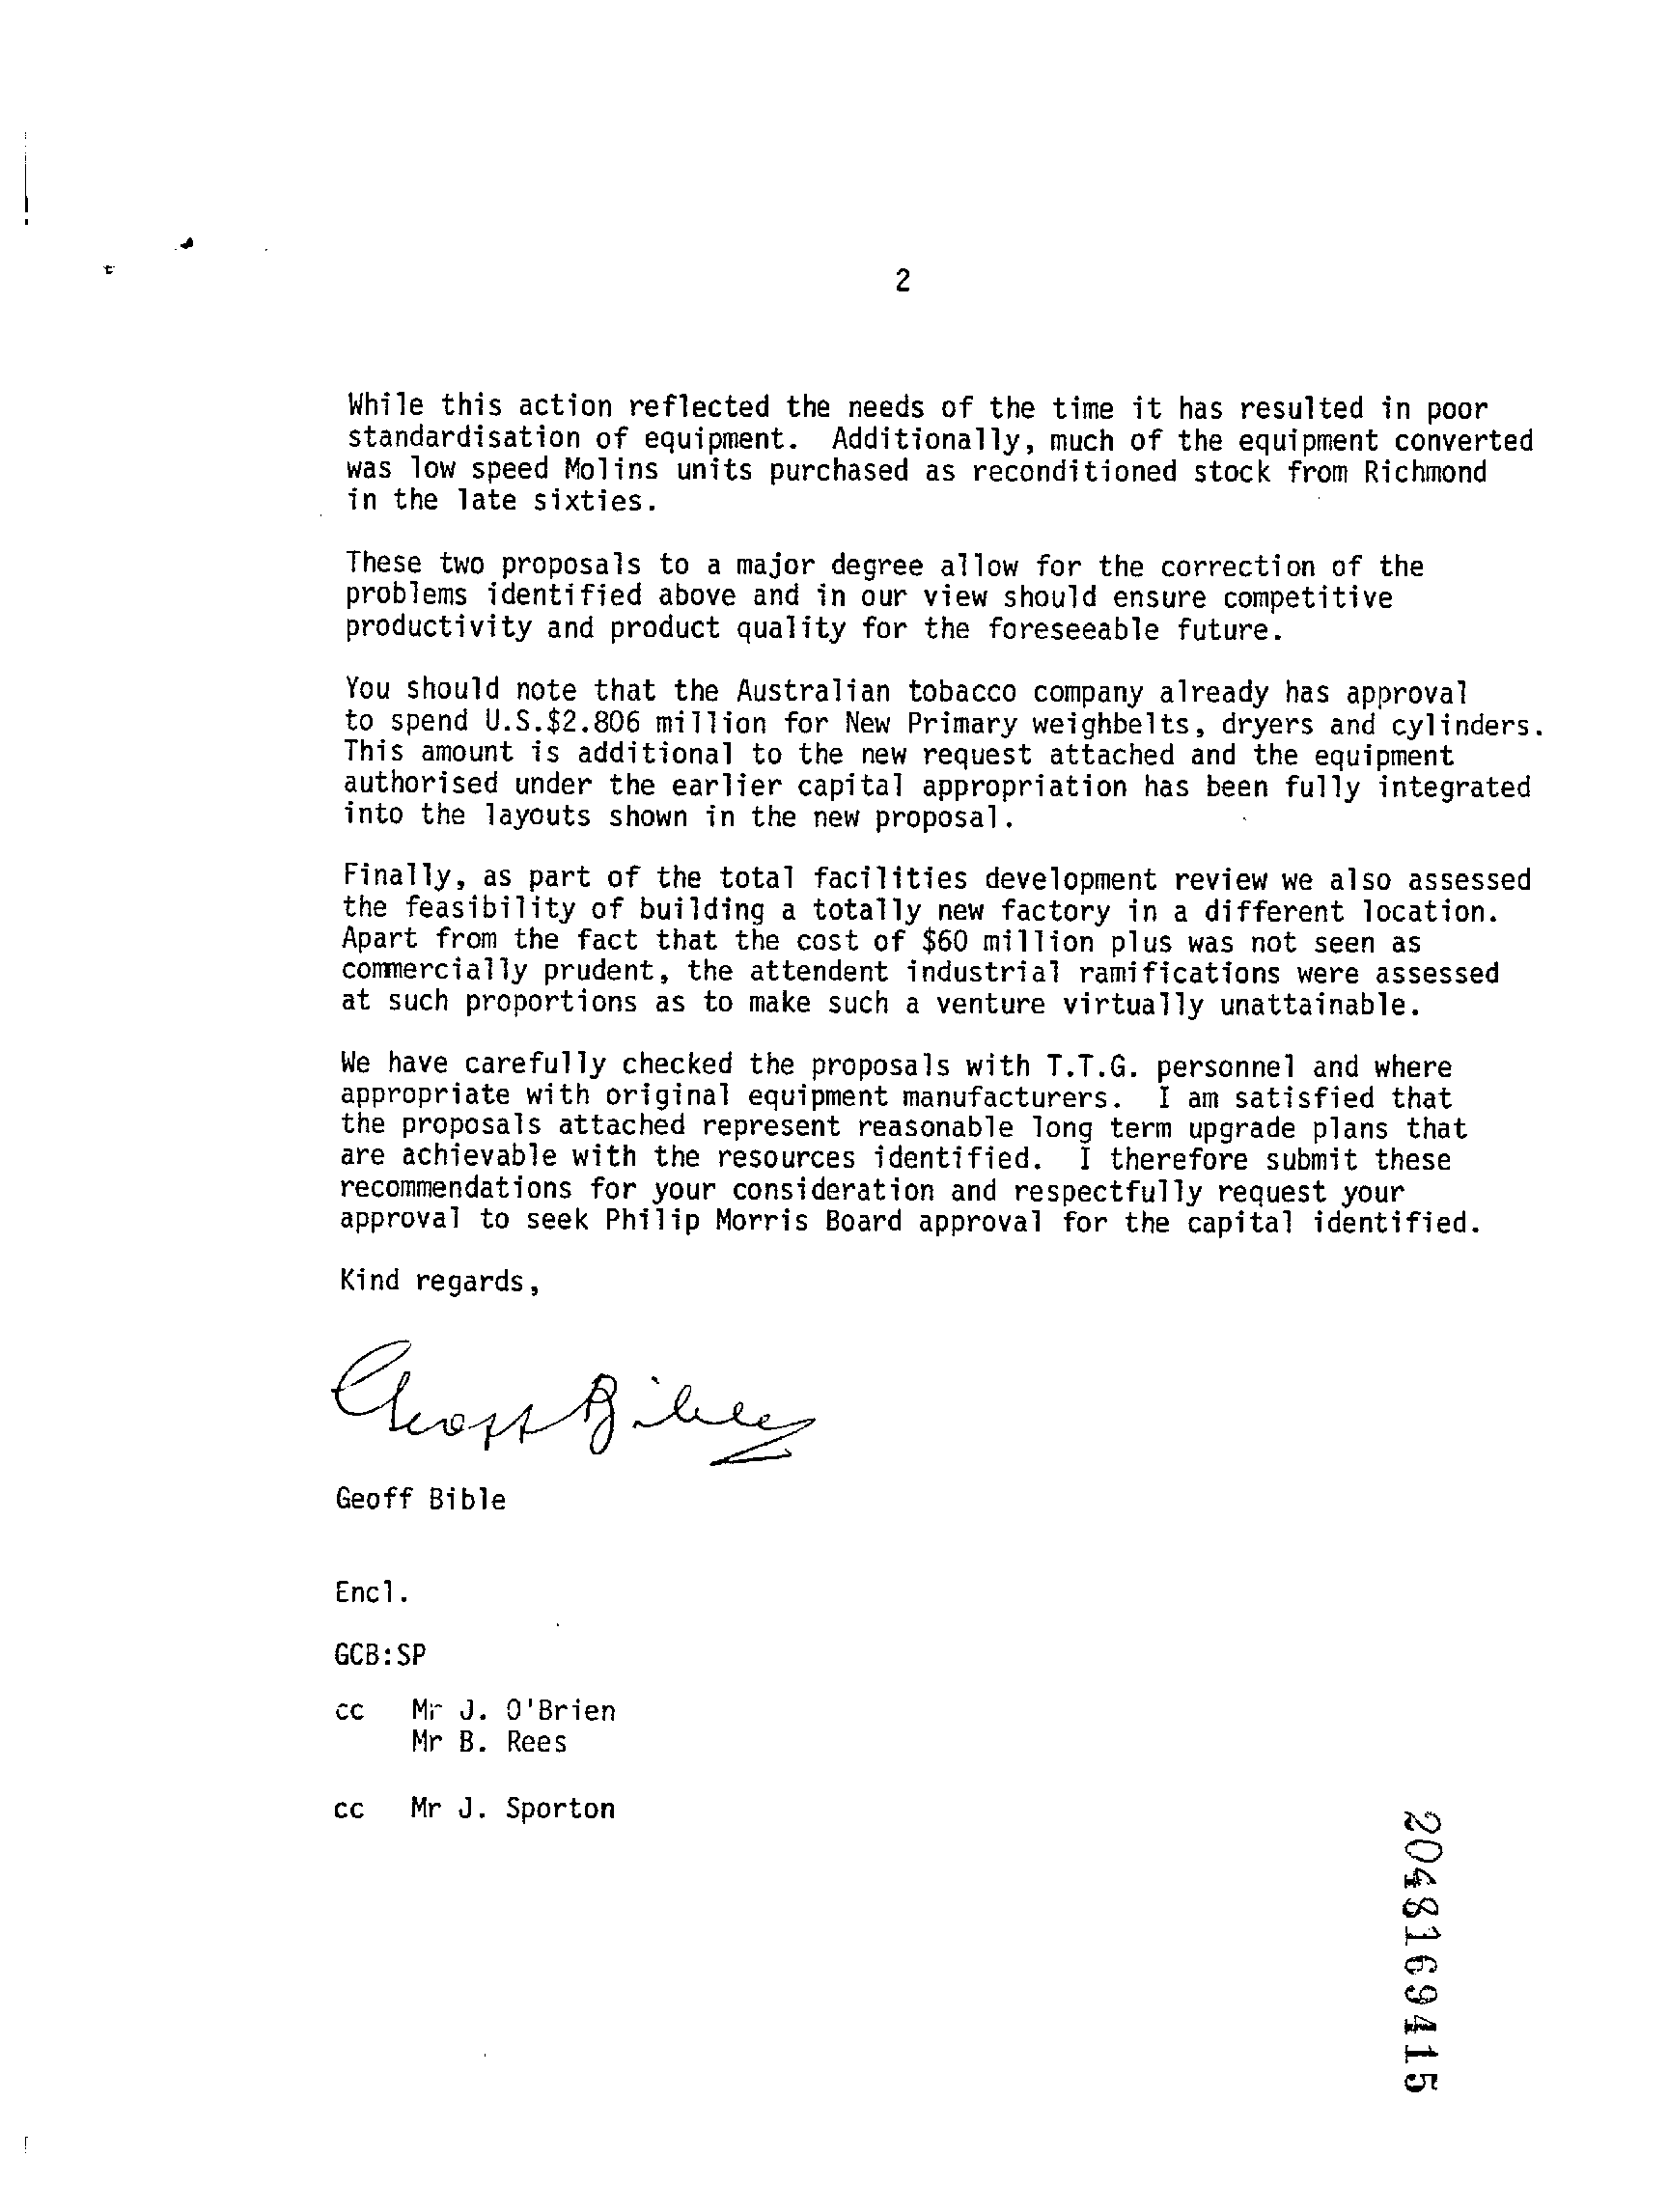 2
While this action reflected the needs of the time it has resulted in poor
standardisation of equipment. Additionally, much of the equipment converted
was low speed Molins units purchased as reconditioned stock from Richmond
in the late sixties.
These two proposals to a major degree allow for the correction of the
problems identified above and in our view should ensure competitive
productivity and product quality for the foreseeable future.
You should note that the Australian tobacco company already has approval
to spend U.S.$2.806 million for New Primary weighbelts, dryers and cylinders.
This amount is additional to the new request attached and the equipment
authorised under the earlier capital appropriation has been fully integrated
into the layouts shown in the new proposal.
Finally, as part of the total facilities development review we also assessed
the feasibility of building a totally new factory in a different location.
Apart from the fact that the cost of $60 million plus was not seen as
commercially prudent, the attendent industrial ramifications were assessed
at such proportions as to make such a venture virtually unattainable.
We have carefully checked the proposals with T.T.G. personnel and where
appropriate with original equipment manufacturers. I am satisfied that
the proposals attached represent reasonable long term upgrade plans that
are achievable with the resources identified. I therefore submit these
recommendations for your consideration and respectfully request your
approval to seek Philip Morris Board approval for the capital identified.
Kind regards,
Geoff Bible
Geoff Bible
Encl.
GCB:SP
cc Mr J. O'Brien
Mr B. Rees
cc Mr J. Sporton
2048169415